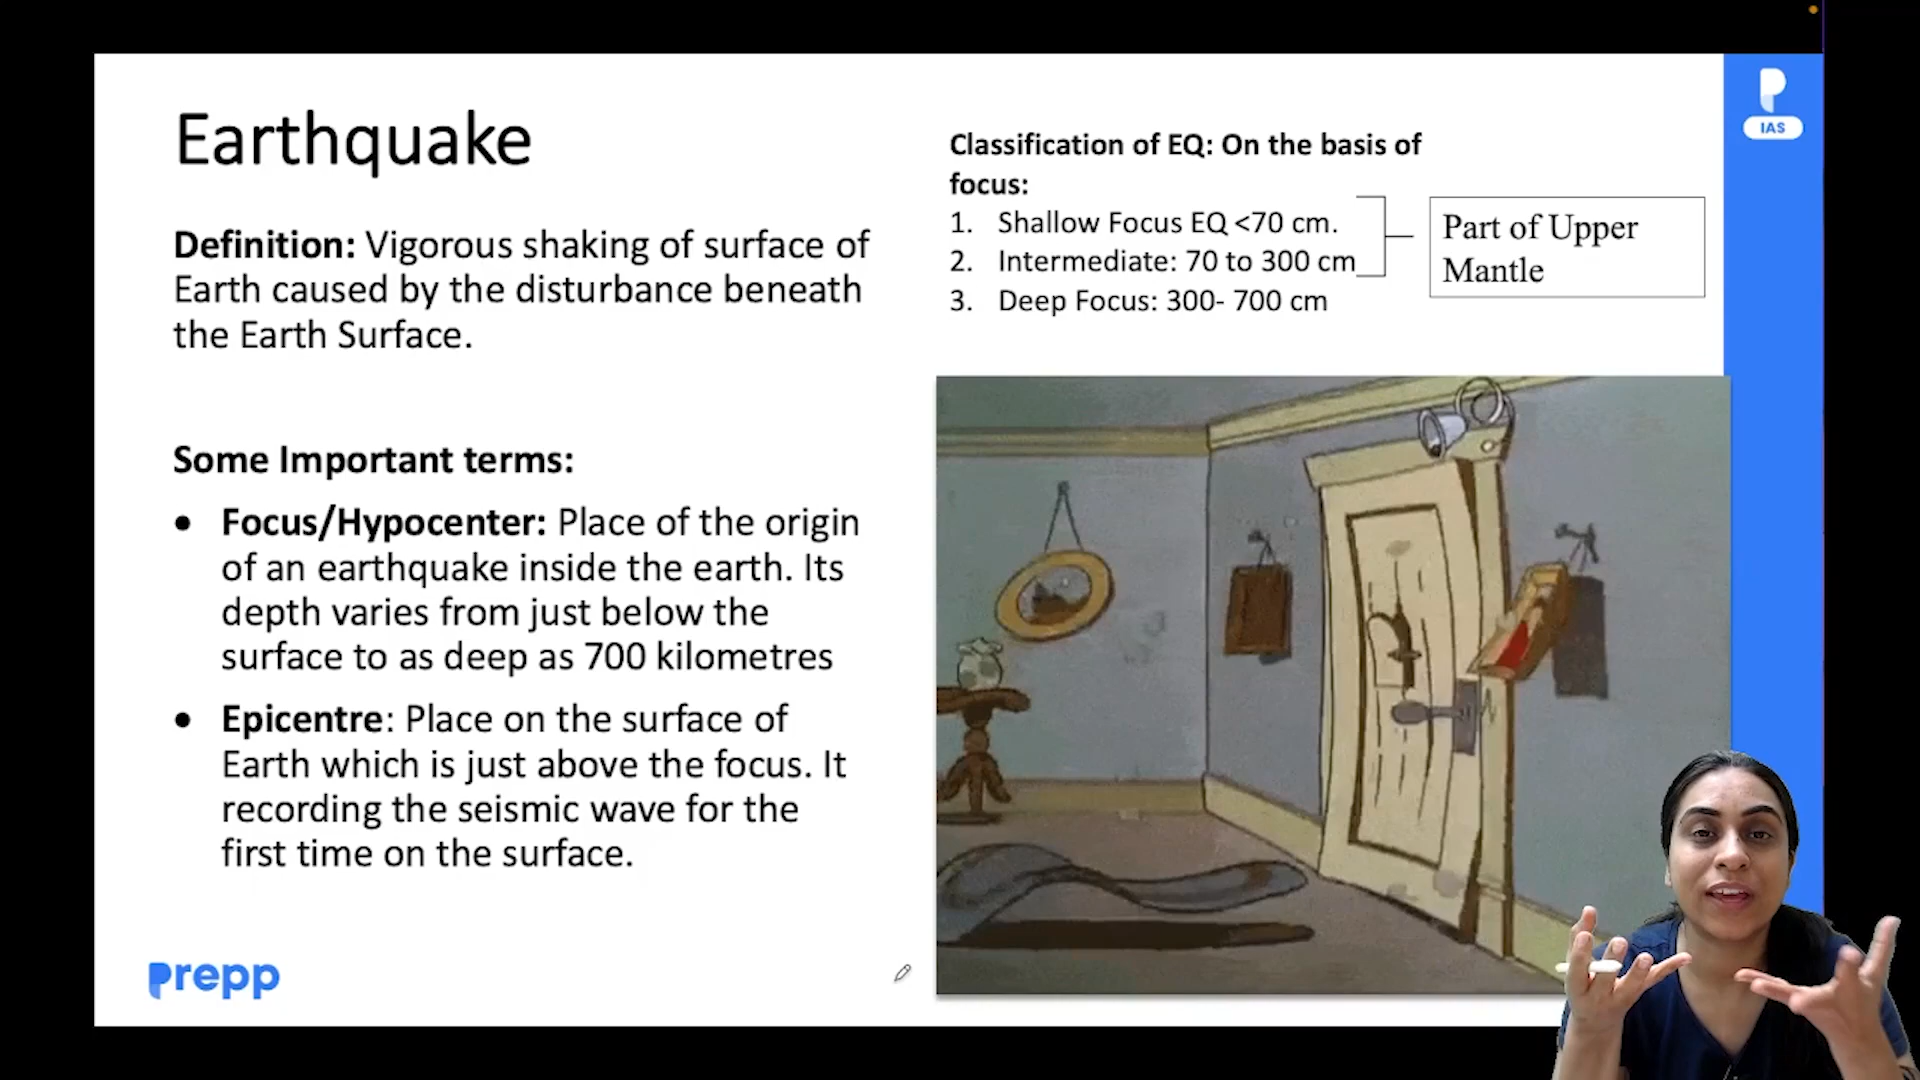 Earthquake
Definition: Vigorous shaking of surface of
Earth caused by the disturbance beneath
the Earth Surface.
Some Important terms:
• Focus/Hypocenter: Place of the origin
of an earthquake inside the earth. Its
depth varies from just below the
surface to as deep as 700 kilometres
• Epicentre: Place on the surface of
Earth which is just above the focus. It
recording the seismic wave for the
first time on the surface.
prepp
Classification of EQ: On the basis of
focus:
1. Shallow Focus EQ <70 cm.
2. Intermediate: 70 to 300 cm
3. Deep Focus: 300- 700 cm
Part of Upper
Mantle
P
IAS